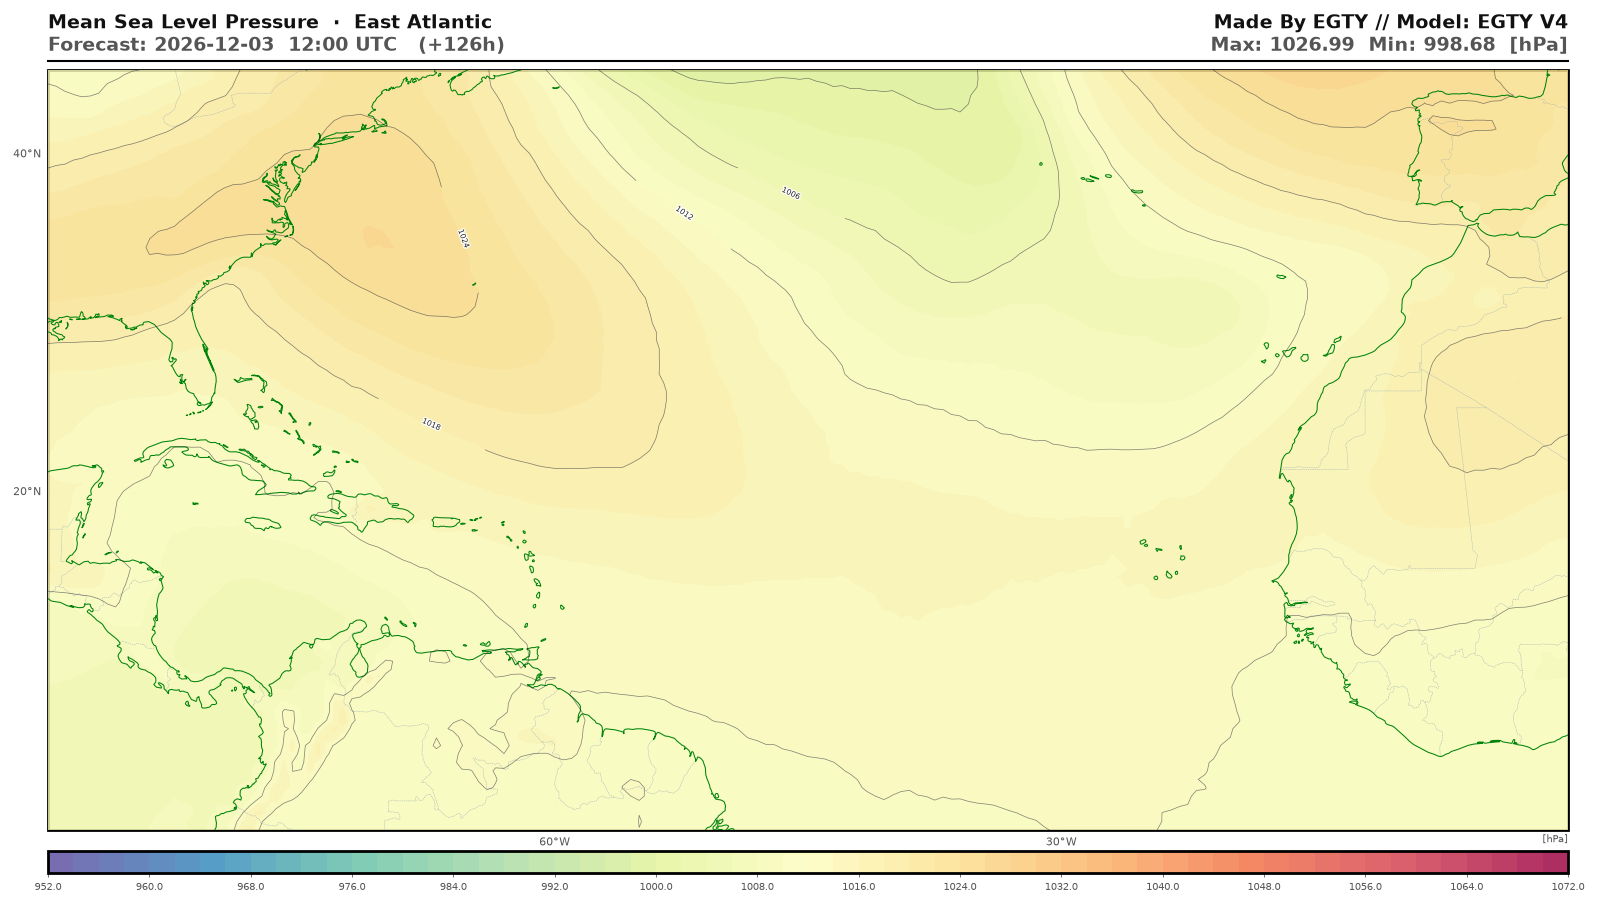 Mean Sea Level Pressure · East Atlantic
Made By EGTY // Model: EGTY V4
Forecast: 2026-12-03 12:00 UTC (+126h)
Max: 1026.99 Min: 998.68 [hPa]
40°N
1006
1012
1024
1018
20°N
60°W
30°W
[hPa]
952.0 960.0 968.0 976.0 984.0 992.0 1000.0 1008.0 1016.0 1024.0 1032.0 1040.0 1048.0 1056.0 1064.0 1072.0